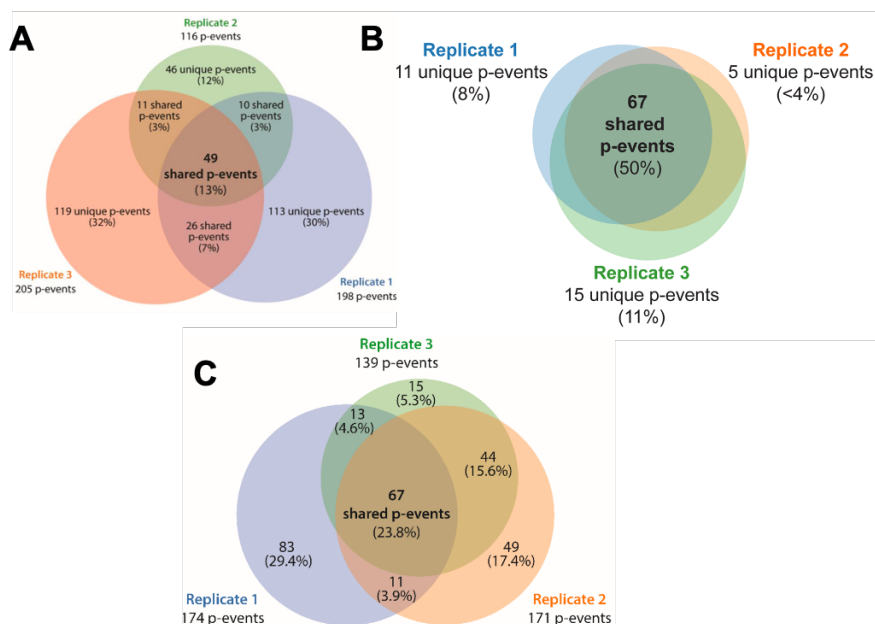 A
Replicate 2
116 p-events
46 unique p-events
(12%)
11 shared
p-events
(3%)
10 shared
p-events
(3%)
49
shared p-events
(13%)
119 unique p-events
(32%)
26 shared
p-events
(7%)
113 unique p-events
(30%)
Replicate 3
205 p-events
Replicate 1
198 p-events
B
Replicate 1
11 unique p-events
(8%)
Replicate 2
5 unique p-events
(<4%)
67
shared
p-events
(50%)
Replicate 3
15 unique p-events
(11%)
C
Replicate 3
139 p-events
15
(5.3%)
13
(4.6%)
44
(15.6%)
67
shared p-events
(23.8%)
83
(29.4%)
49
(17.4%)
11
(3.9%)
Replicate 1
174 p-events
Replicate 2
171 p-events